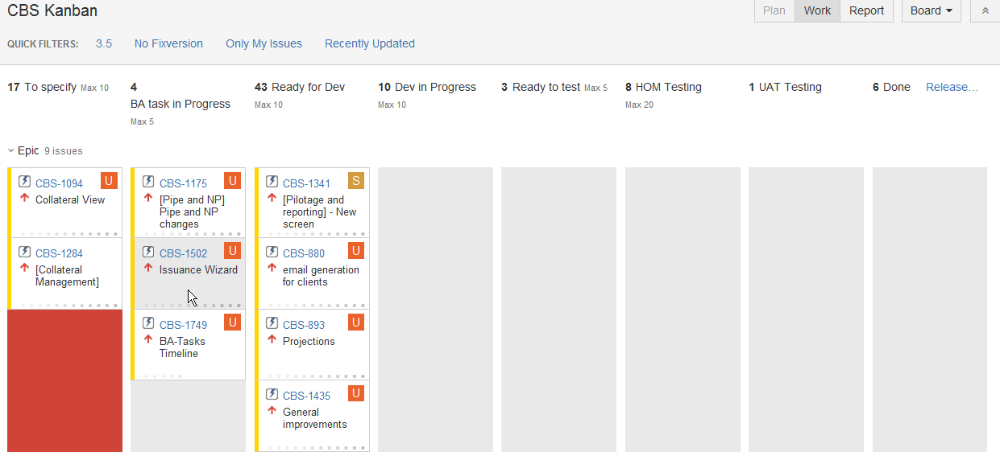 CBS Kanban
Plan Work Report Board
QUICK FILTERS: 3.5 No Fixversion Only My Issues Recently Updated
17 To specify Max 10
4
BA task in Progress
Max 5
43 Ready for Dev
Max 10
10 Dev in Progress
Max 10
3 Ready to test Max 5
8 HOM Testing
Max 20
1 UAT Testing
6 Done Release...
Epic 9 issues
CBS-1094 U
Collateral View
CBS-1284
[Collateral
Management]
CBS-1175 U
[Pipe and NP]
Pipe and NP
changes
CBS-1502 U
Issuance Wizard
CBS-1749 U
BA-Tasks
Timeline
CBS-1341 S
[Pilotage and
reporting] - New
screen
CBS-880 U
email generation
for clients
CBS-893 U
Projections
CBS-1435 U
General
improvements